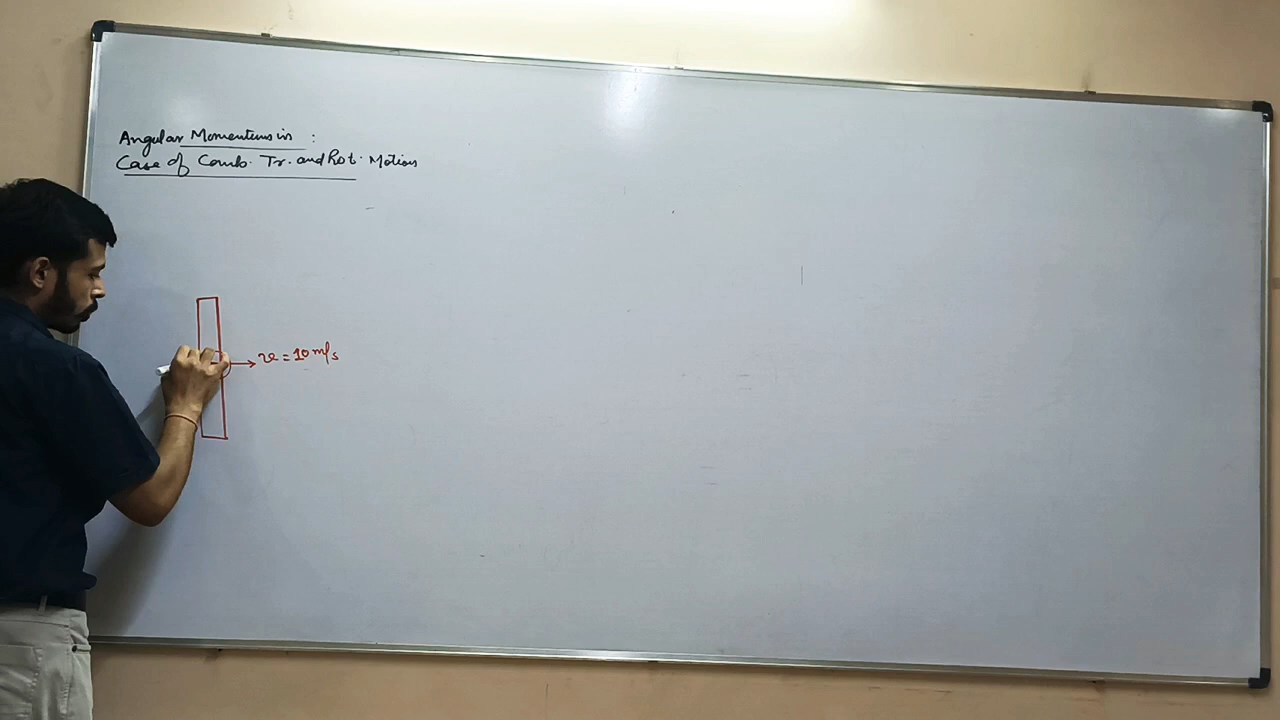 Angular Momentum in :
Case of Comb. Tr. and Rot. Motion
v = 10 m/s